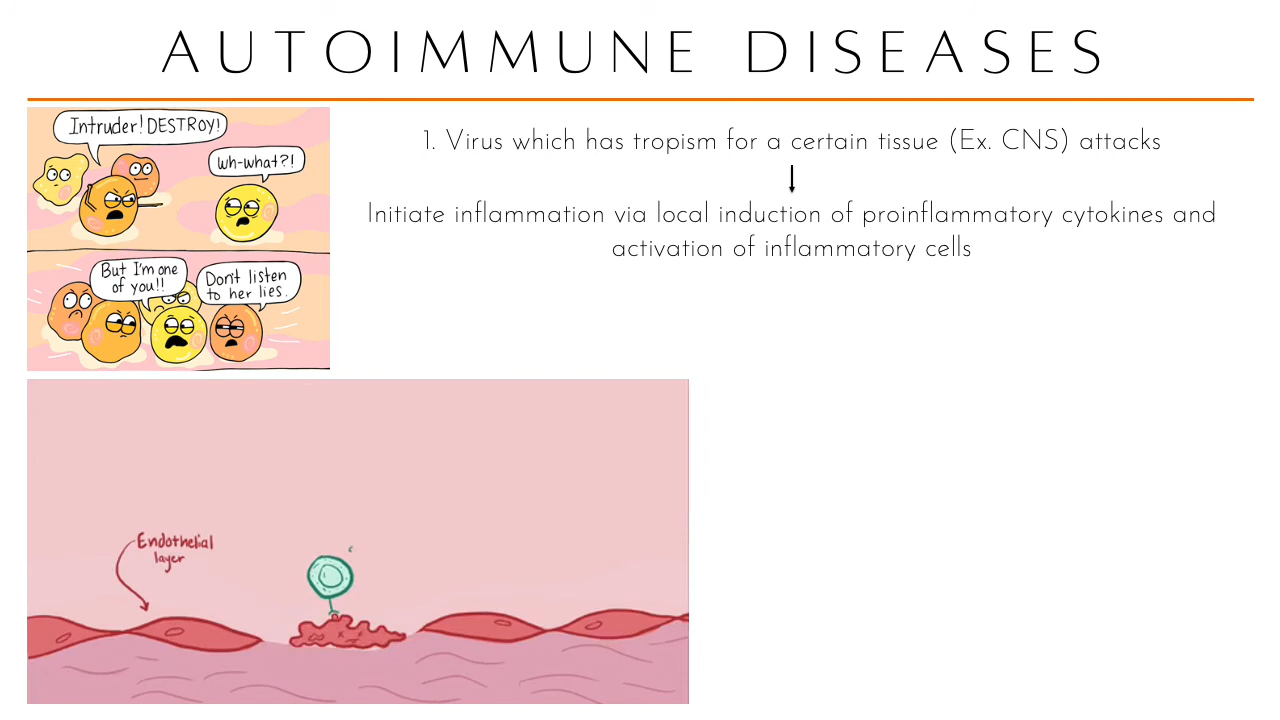 AUTOIMMUNE DISEASES
Intruder! DESTROY!
Wh-what?!
But I'm one
of you!!
Don't listen
to her lies.
1. Virus which has tropism for a certain tissue (Ex. CNS) attacks
Initiate inflammation via local induction of proinflammatory cytokines and
activation of inflammatory cells
Endothelial
layer